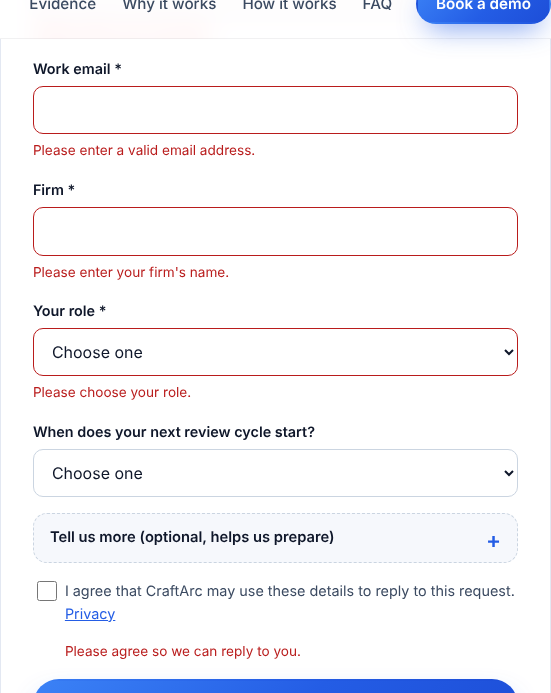 Evidence Why it works How it works FAQ Book a demo
Work email *
Please enter a valid email address.
Firm *
Please enter your firm's name.
Your role *
Choose one
Please choose your role.
When does your next review cycle start?
Choose one
Tell us more (optional, helps us prepare) +
I agree that CraftArc may use these details to reply to this request.
Privacy
Please agree so we can reply to you.